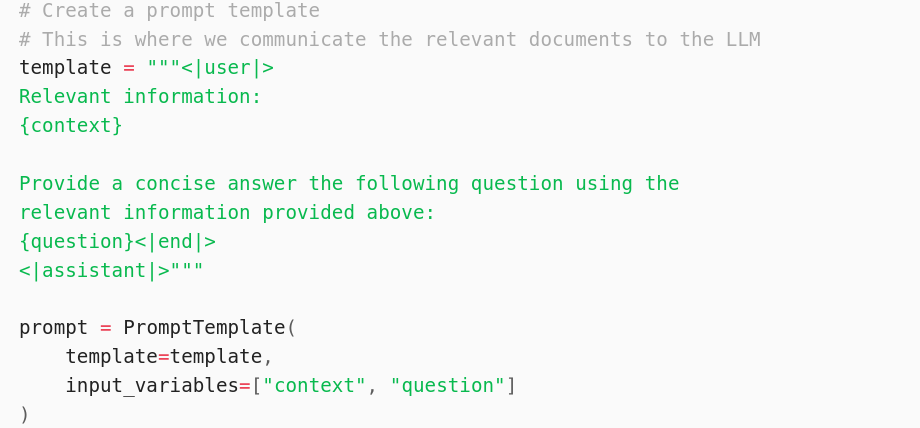 # Create a prompt template
# This is where we communicate the relevant documents to the LLM
template = """<|user|>
Relevant information:
{context}

Provide a concise answer the following question using the
relevant information provided above:
{question}<|end|>
<|assistant|>"""

prompt = PromptTemplate(
    template=template,
    input_variables=["context", "question"]
)